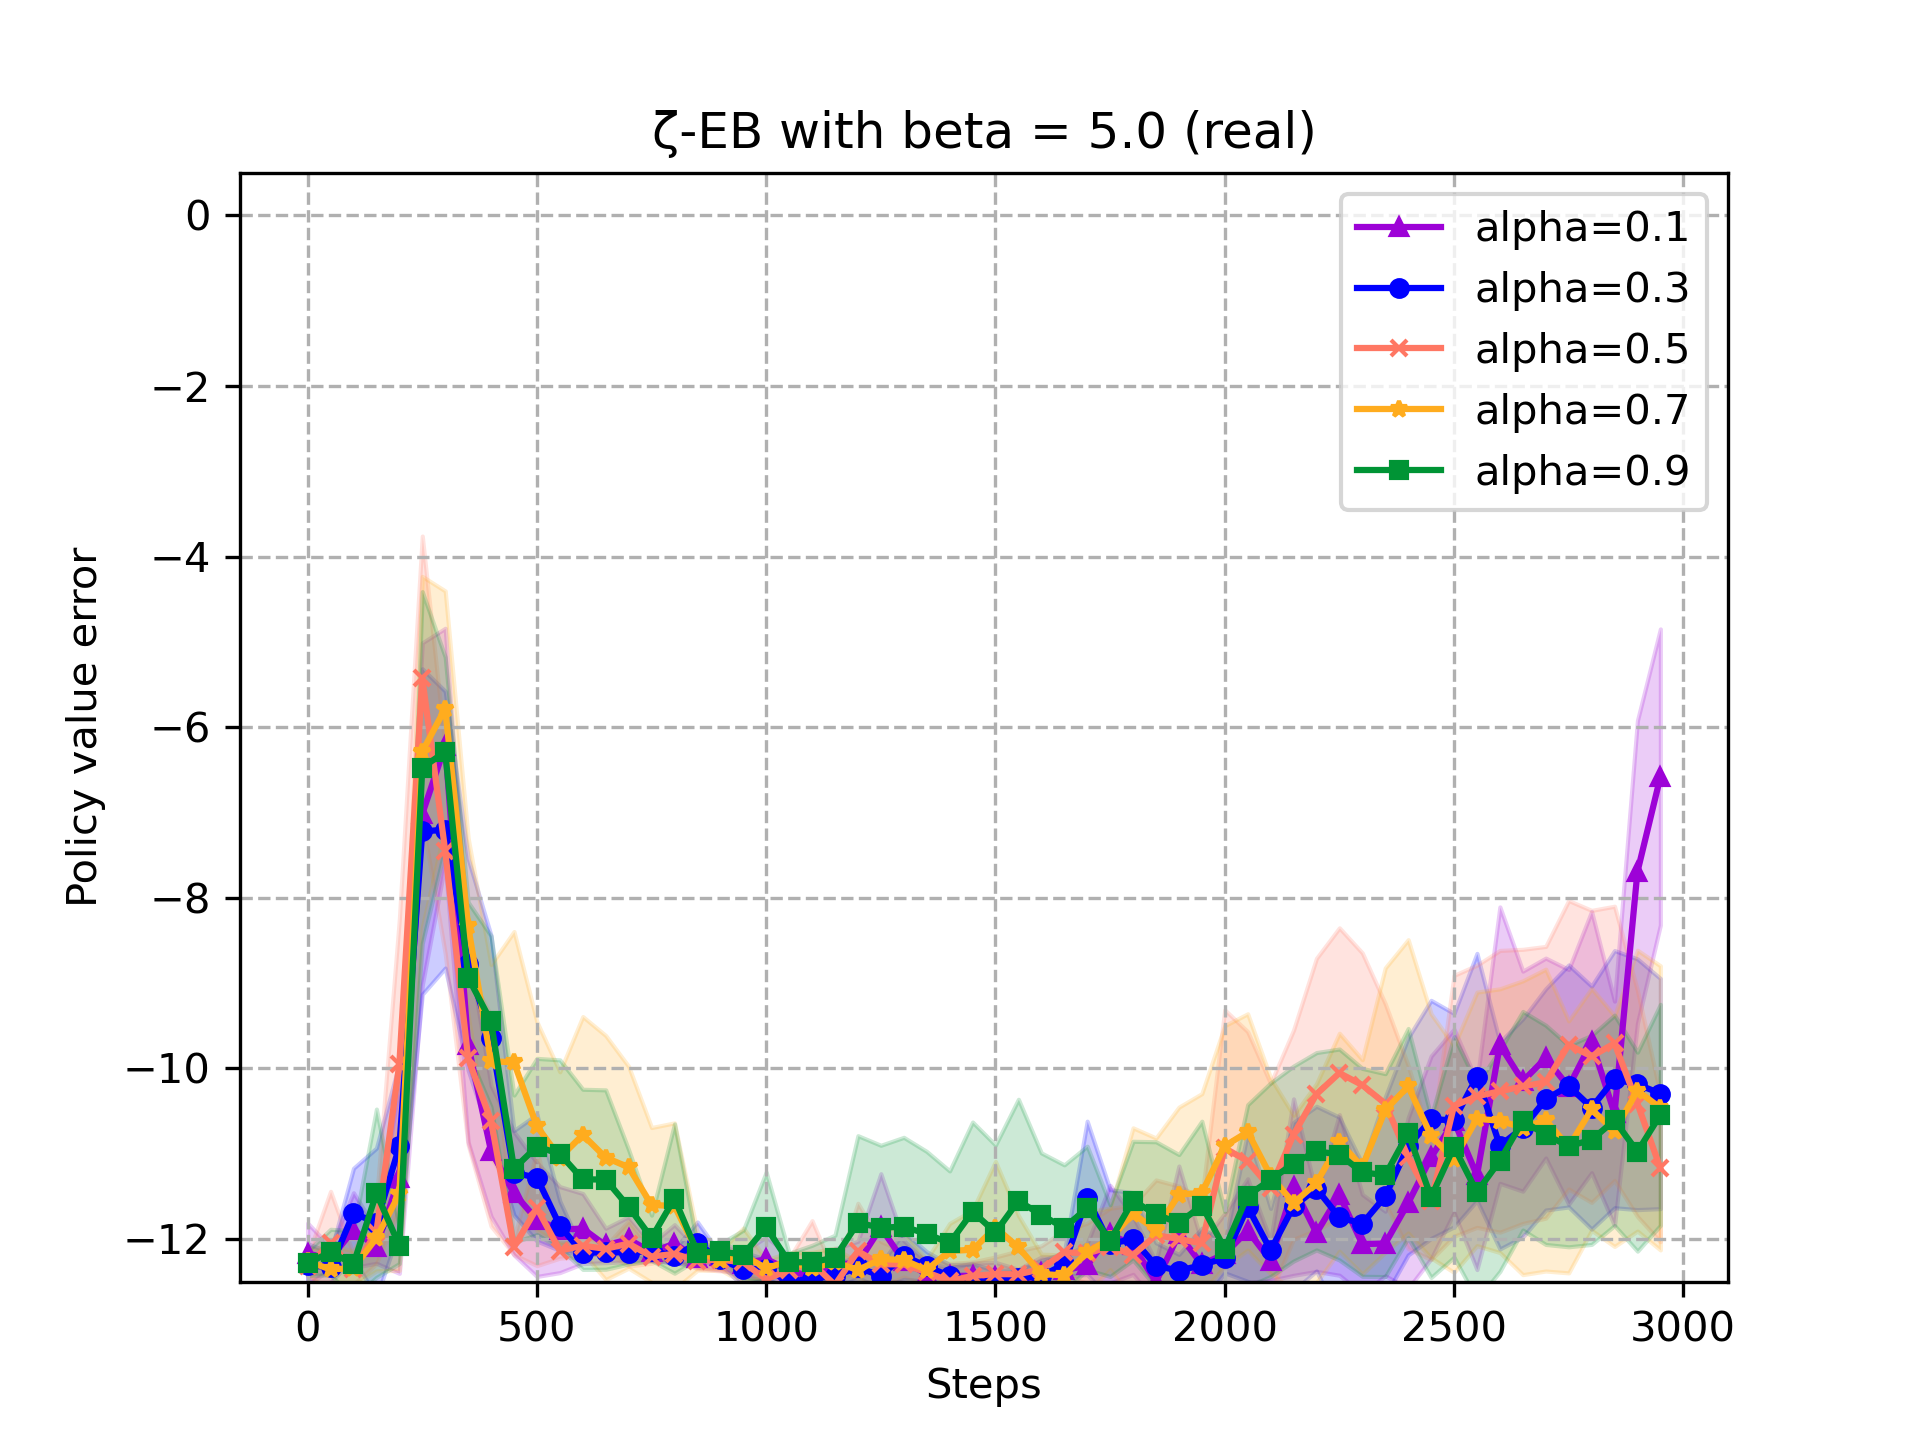 ζ-EB with beta = 5.0 (real)
0
−2
−4
−6
−8
−10
−12
Policy value error
alpha=0.1
alpha=0.3
alpha=0.5
alpha=0.7
alpha=0.9
0 500 1000 1500 2000 2500 3000
Steps